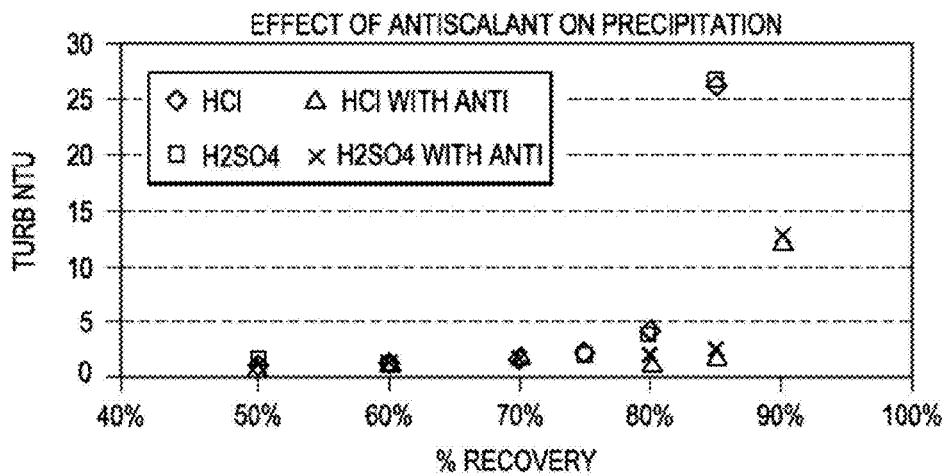 EFFECT OF ANTISCALANT ON PRECIPITATION
30
25
20
15
10
5
0
TURB NTU
HCl HCl WITH ANTI
H2SO4 H2SO4 WITH ANTI
40% 50% 60% 70% 80% 90% 100%
% RECOVERY